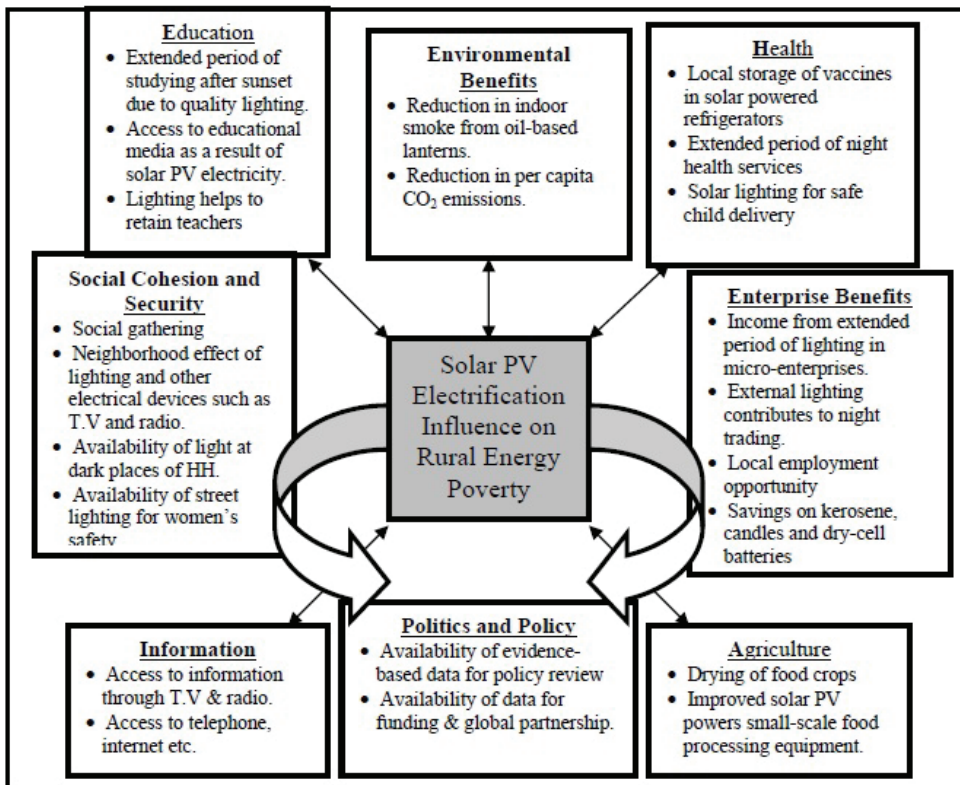 Education
• Extended period of
studying after sunset
due to quality lighting.
• Access to educational
media as a result of
solar PV electricity.
• Lighting helps to
retain teachers
Environmental
Benefits
• Reduction in indoor
smoke from oil-based
lanterns.
• Reduction in per capita
CO₂ emissions.
Health
• Local storage of vaccines
in solar powered
refrigerators
• Extended period of night
health services
• Solar lighting for safe
child delivery
Social Cohesion and
Security
• Social gathering
• Neighborhood effect of
lighting and other
electrical devices such as
T.V and radio.
• Availability of light at
dark places of HH.
• Availability of street
lighting for women's
safety
Solar PV
Electrification
Influence on
Rural Energy
Poverty
Enterprise Benefits
• Income from extended
period of lighting in
micro-enterprises.
• External lighting
contributes to night
trading.
• Local employment
opportunity
• Savings on kerosene,
candles and dry-cell
batteries
Information
• Access to information
through T.V & radio.
• Access to telephone,
internet etc.
Politics and Policy
• Availability of evidence-
based data for policy review
• Availability of data for
funding & global partnership.
Agriculture
• Drying of food crops
• Improved solar PV
powers small-scale food
processing equipment.